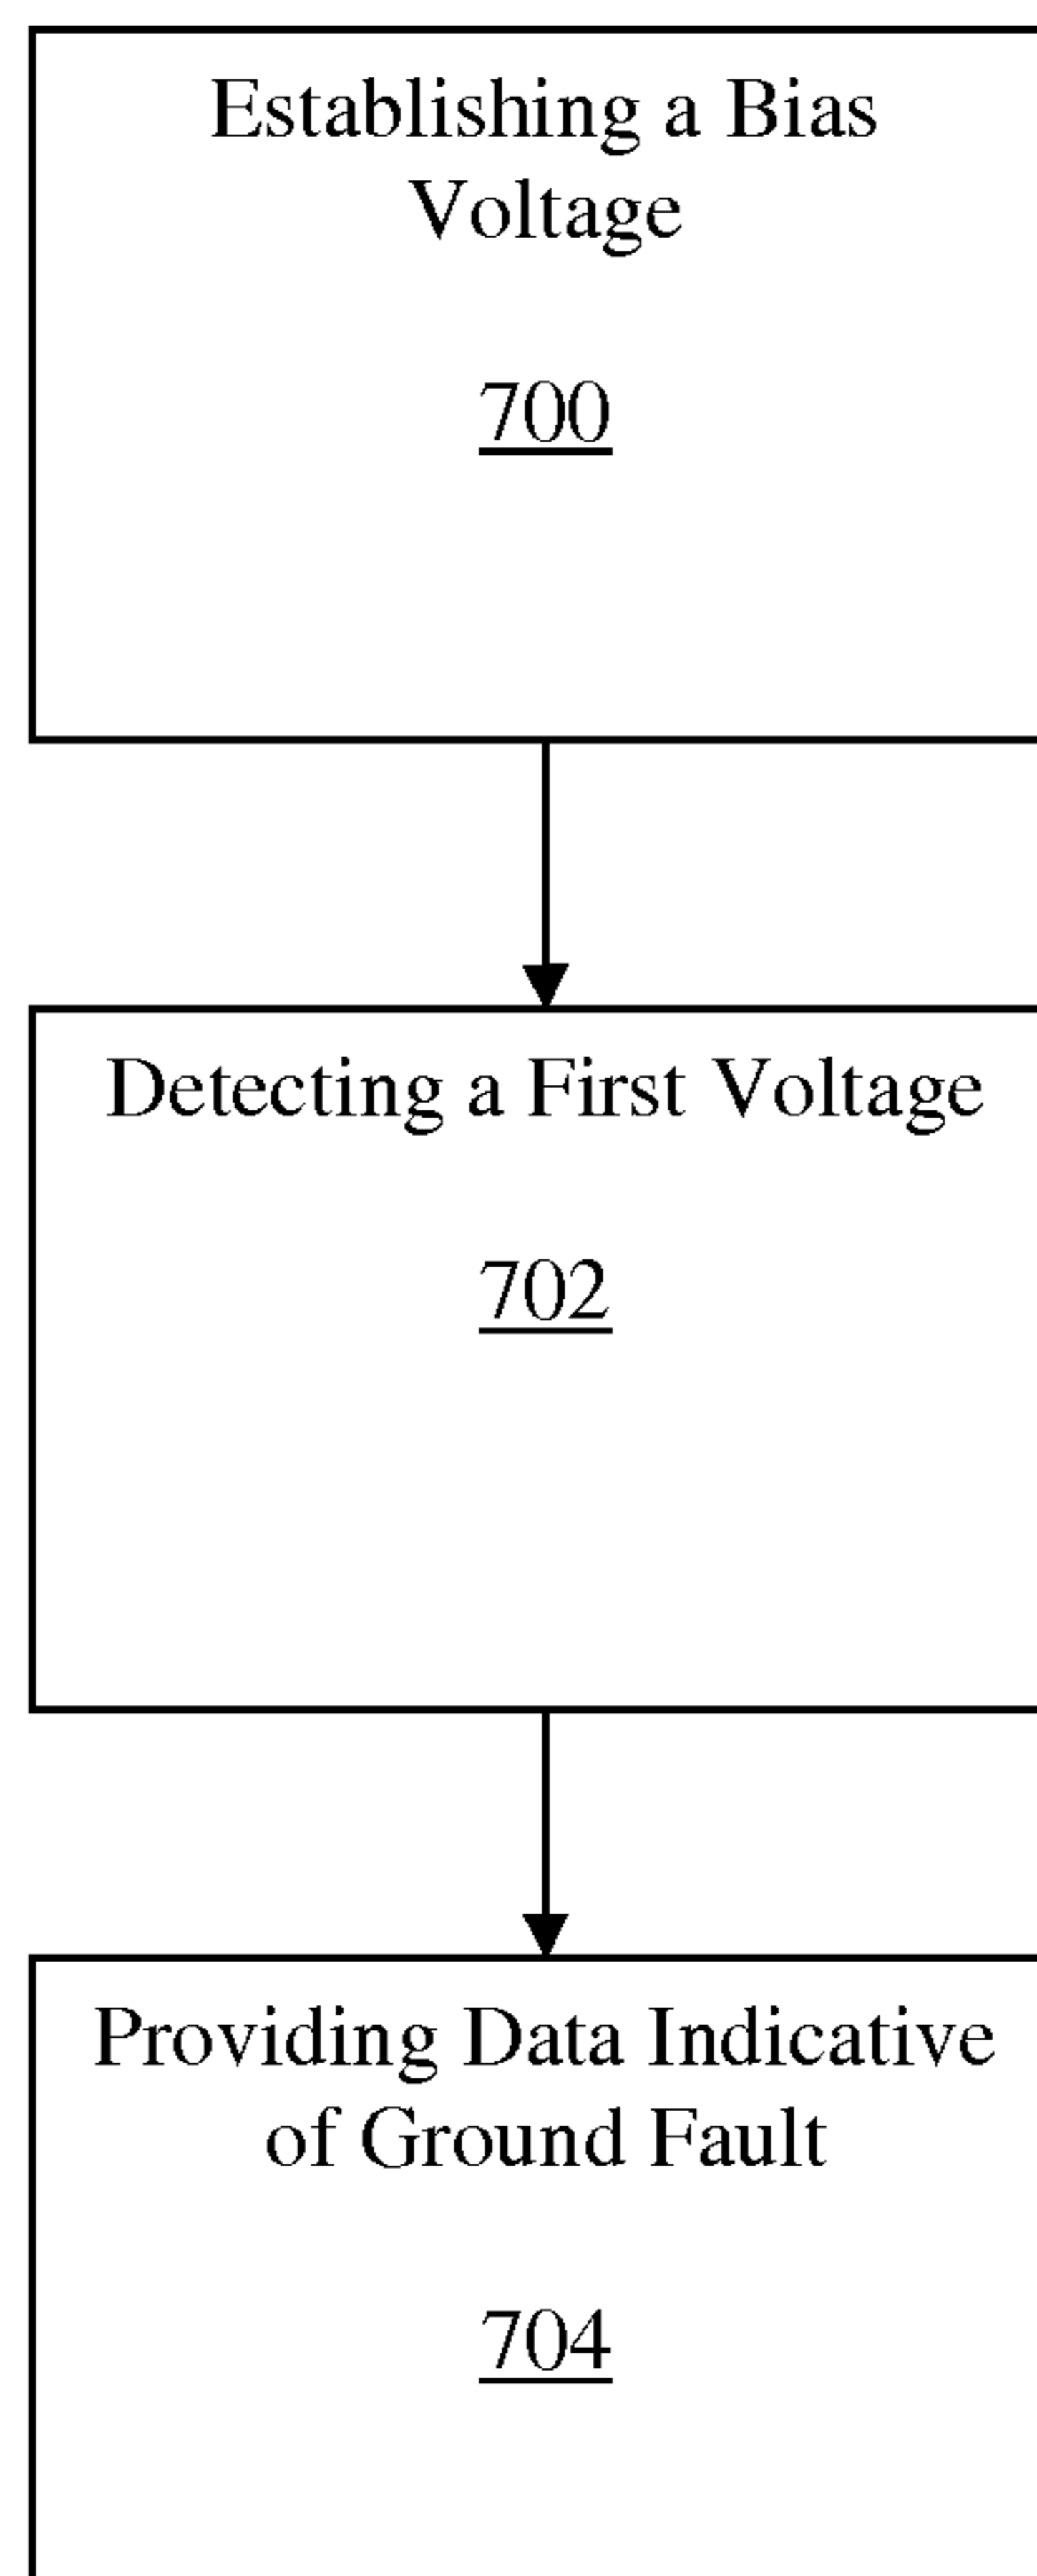 Establishing a Bias
Voltage
700
Detecting a First Voltage
702
Providing Data Indicative
of Ground Fault
704